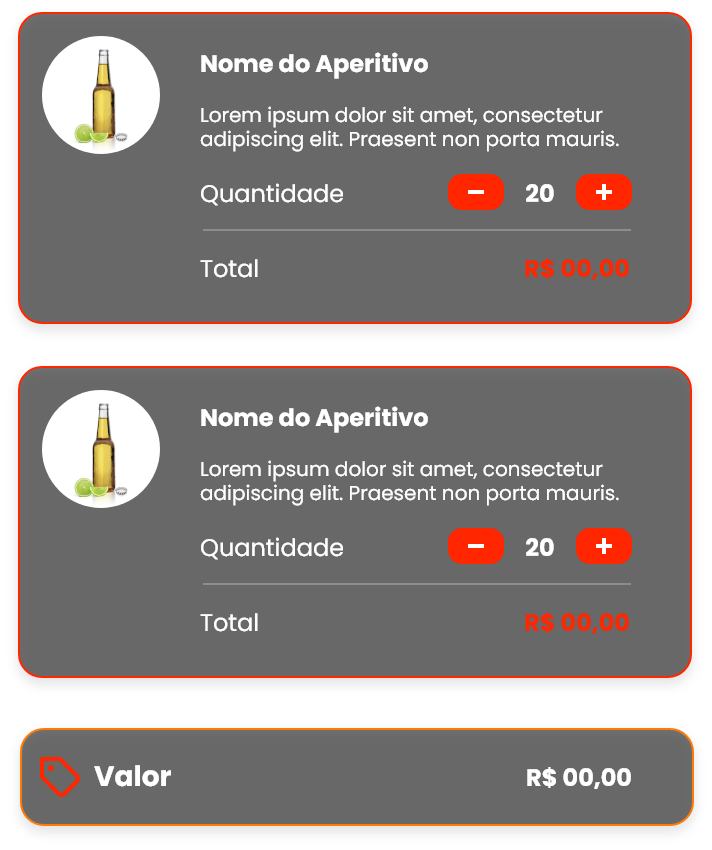 Nome do Aperitivo
Lorem ipsum dolor sit amet, consectetur
adipiscing elit. Praesent non porta mauris.
Quantidade − 20 +
Total R$ 00,00
Nome do Aperitivo
Lorem ipsum dolor sit amet, consectetur
adipiscing elit. Praesent non porta mauris.
Quantidade − 20 +
Total R$ 00,00
Valor R$ 00,00